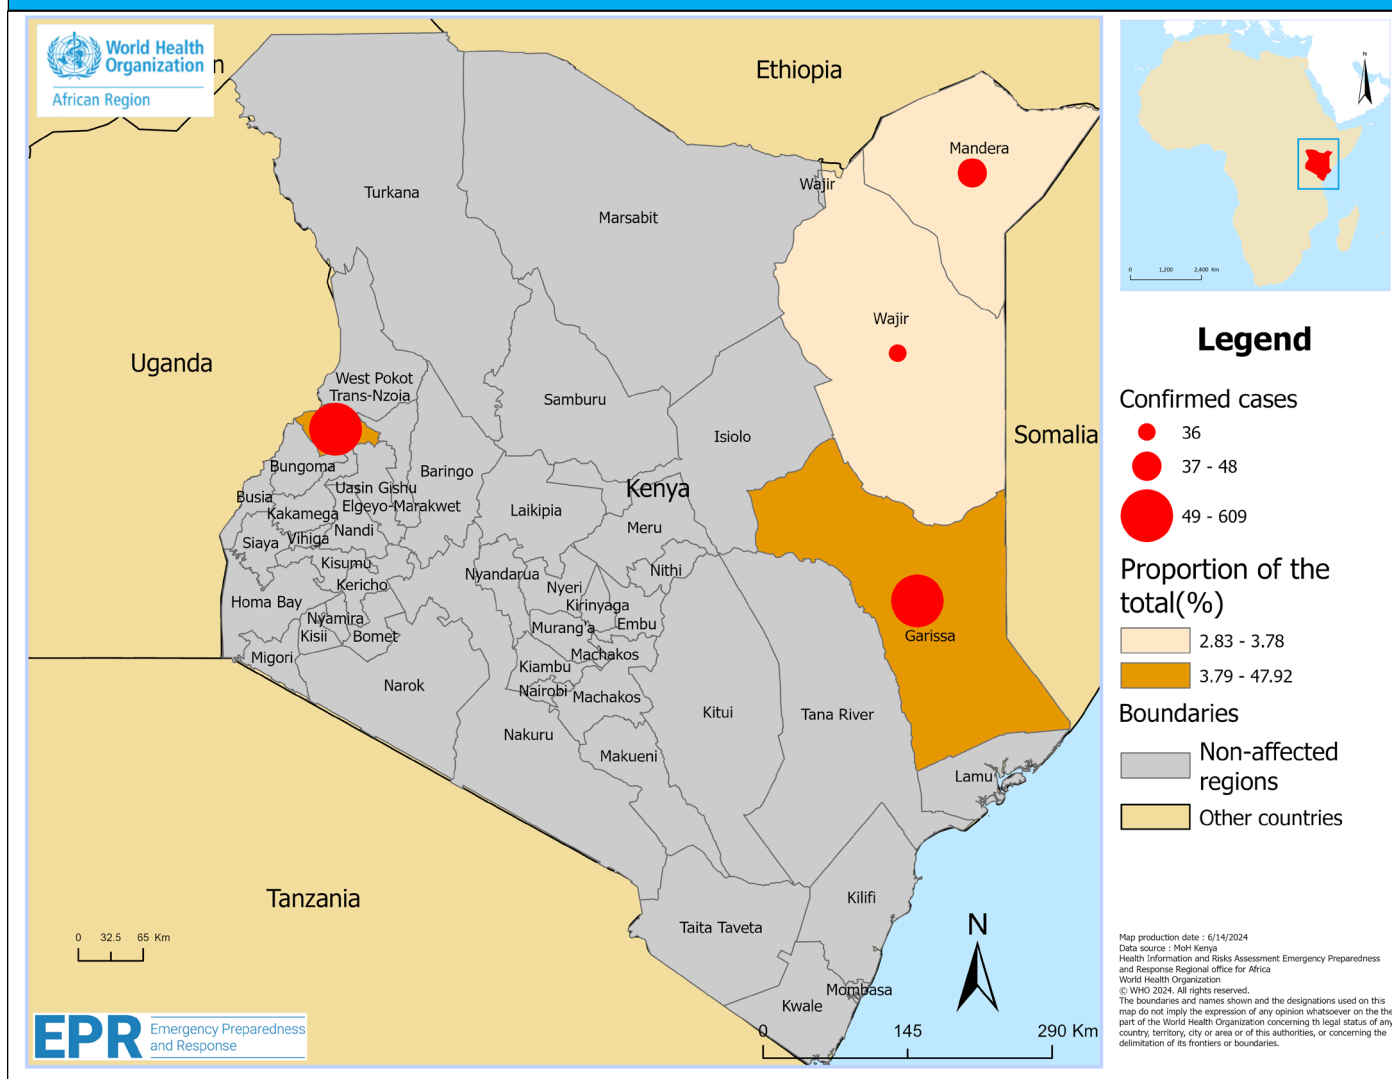 World Health
Organization
African Region
n
Ethiopia
Mandera
Wajir
Turkana
Marsabit
Wajir
Uganda
West Pokot
Trans-Nzoia
Samburu
Isiolo
Somalia
Bungoma
Baringo
Kenya
Uasin Gishu
Busia
Elgeyo-Marakwet
Kakamega
Laikipia
Meru
Nandi
Siaya
Vihiga
Kisumu
Nithi
Nyandarua
Kericho
Nyeri
Homa Bay
Kirinyaga
Nyamira
Embu
Murang'a
Kisii
Bomet
Garissa
Machakos
Migori
Kiambu
Narok
Nairobi
Machakos
Kitui
Tana River
Nakuru
Makueni
Lamu
Tanzania
Kilifi
Taita Taveta
Mombasa
Kwale
N
0 32.5 65 Km
0 145 290 Km
EPR
Emergency Preparedness
and Response
N
0 1,200 2,400 Km
Legend
Confirmed cases
36
37 - 48
49 - 609
Proportion of the
total(%)
2.83 - 3.78
3.79 - 47.92
Boundaries
Non-affected
regions
Other countries
Map production date : 6/14/2024
Data source : MoH Kenya
Health Information and Risks Assessment Emergency Preparedness
and Response Regional office for Africa
World Health Organization
© WHO 2024. All rights reserved.
The boundaries and names shown and the designations used on this
map do not imply the expression of any opinion whatsoever on the the
part of the World Health Organization concerning th legal status of any
country, territory, city or area or of this authorities, or concerning the
delimitation of its frontiers or boundaries.